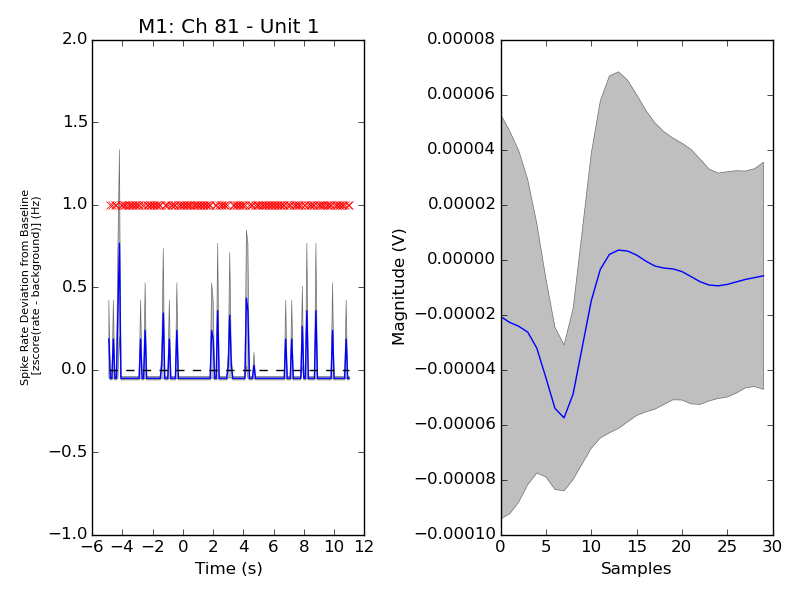 M1: Ch 81 - Unit 1
2.0
1.5
1.0
0.5
0.0
−0.5
−1.0
−6 −4 −2 0 2 4 6 8 10 12
Time (s)
Spike Rate Deviation from Baseline
[zscore(rate - background)] (Hz)
0.00008
0.00006
0.00004
0.00002
0.00000
−0.00002
−0.00004
−0.00006
−0.00008
−0.00010
0 5 10 15 20 25 30
Samples
Magnitude (V)